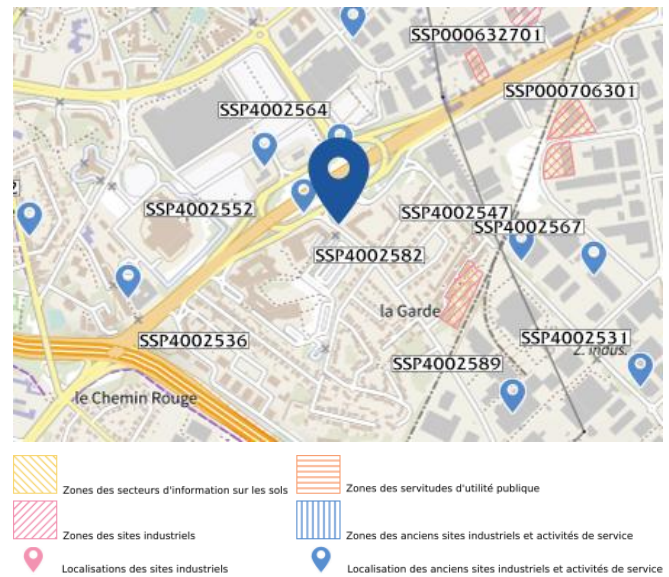 SSP000632701
SSP000706301
SSP4002564
SSP4002552
SSP4002547
SSP4002567
SSP4002582
la Garde
SSP4002536
SSP4002531
Z. indus.
SSP4002589
le Chemin Rouge
Zones des secteurs d'information sur les sols
Zones des servitudes d'utilité publique
Zones des sites industriels
Zones des anciens sites industriels et activités de service
Localisations des sites industriels
Localisation des anciens sites industriels et activités de service